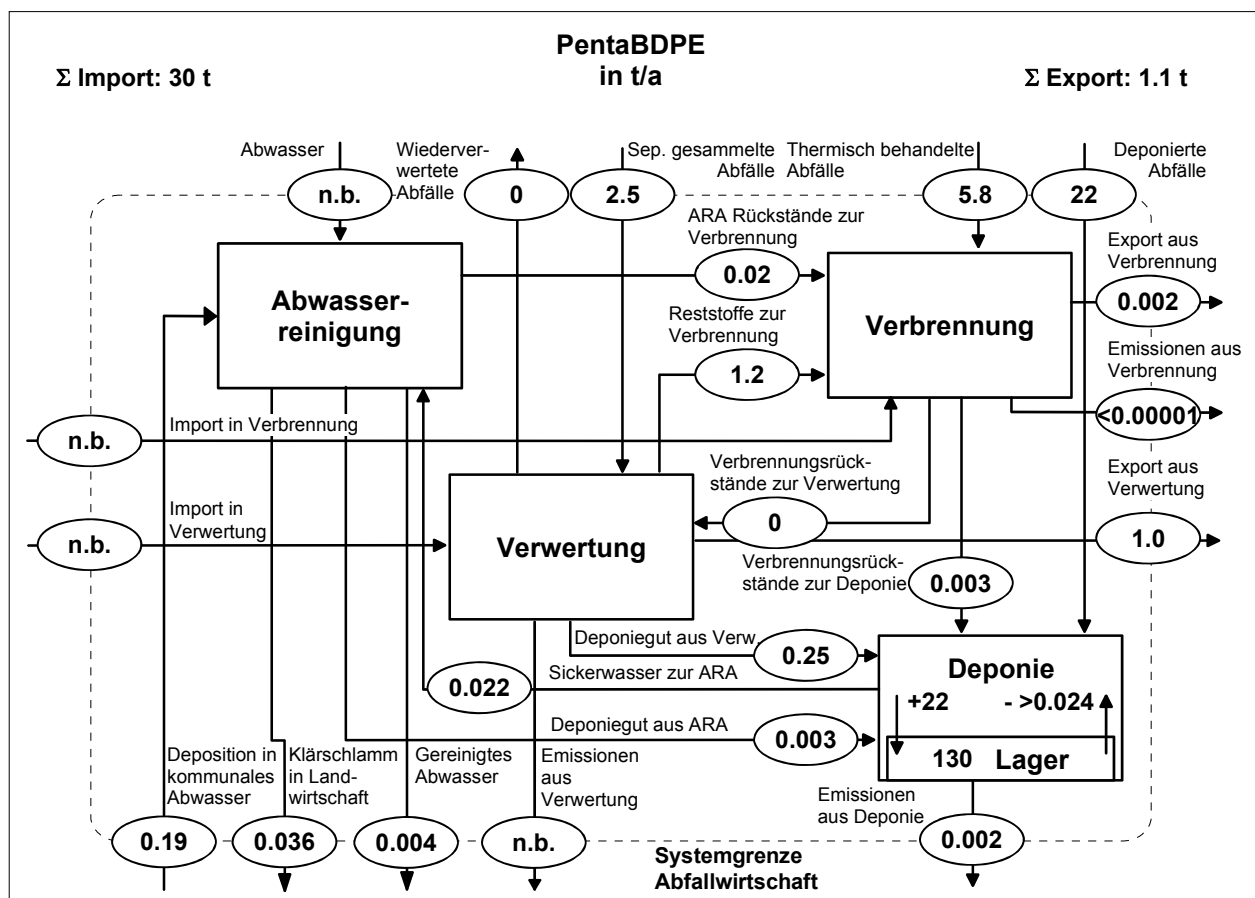 PentaBDPE
in t/a
Σ Import: 30 t
Σ Export: 1.1 t
Abwasser
n.b.
Wiederver-
wertete
Abfälle
0
Sep. gesammelte
Abfälle
2.5
Thermisch behandelte
Abfälle
5.8
Deponierte
Abfälle
22
ARA Rückstände zur
Verbrennung
0.02
Abwasser-
reinigung
Reststoffe zur
Verbrennung
1.2
Verbrennung
Export aus
Verbrennung
0.002
Emissionen aus
Verbrennung
<0.00001
n.b.
Import in Verbrennung
Verbrennungsrück-
stände zur Verwertung
0
Export aus
Verwertung
1.0
Import in
Verwertung
n.b.
Verwertung
Verbrennungsrück-
stände zur Deponie
0.003
Deponiegut aus Verw.
0.25
Sickerwasser zur ARA
0.022
Deponie
+22
- >0.024
130
Lager
Deponiegut aus ARA
0.003
Deposition in
kommunales
Abwasser
0.19
Klärschlamm
in Land-
wirtschaft
0.036
Gereinigtes
Abwasser
0.004
Emissionen
aus
Verwertung
n.b.
Emissionen
aus Deponie
0.002
Systemgrenze
Abfallwirtschaft